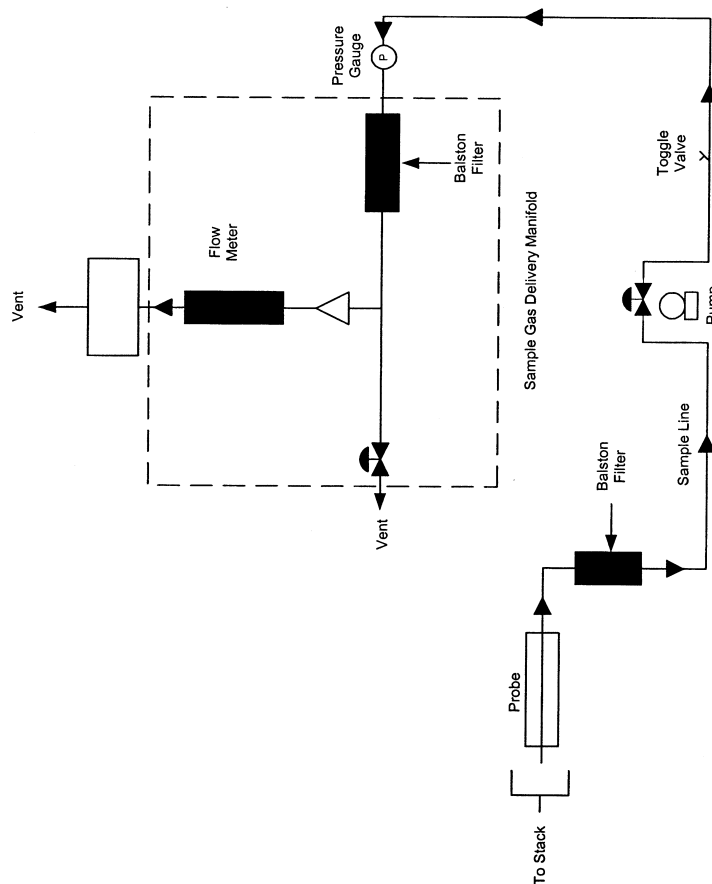 Vent
Flow
Meter
Pressure
Gauge
P
Balston
Filter
Sample Gas Delivery Manifold
Toggle
Valve
Vent
Balston
Filter
Sample Line
Pump
Probe
To Stack